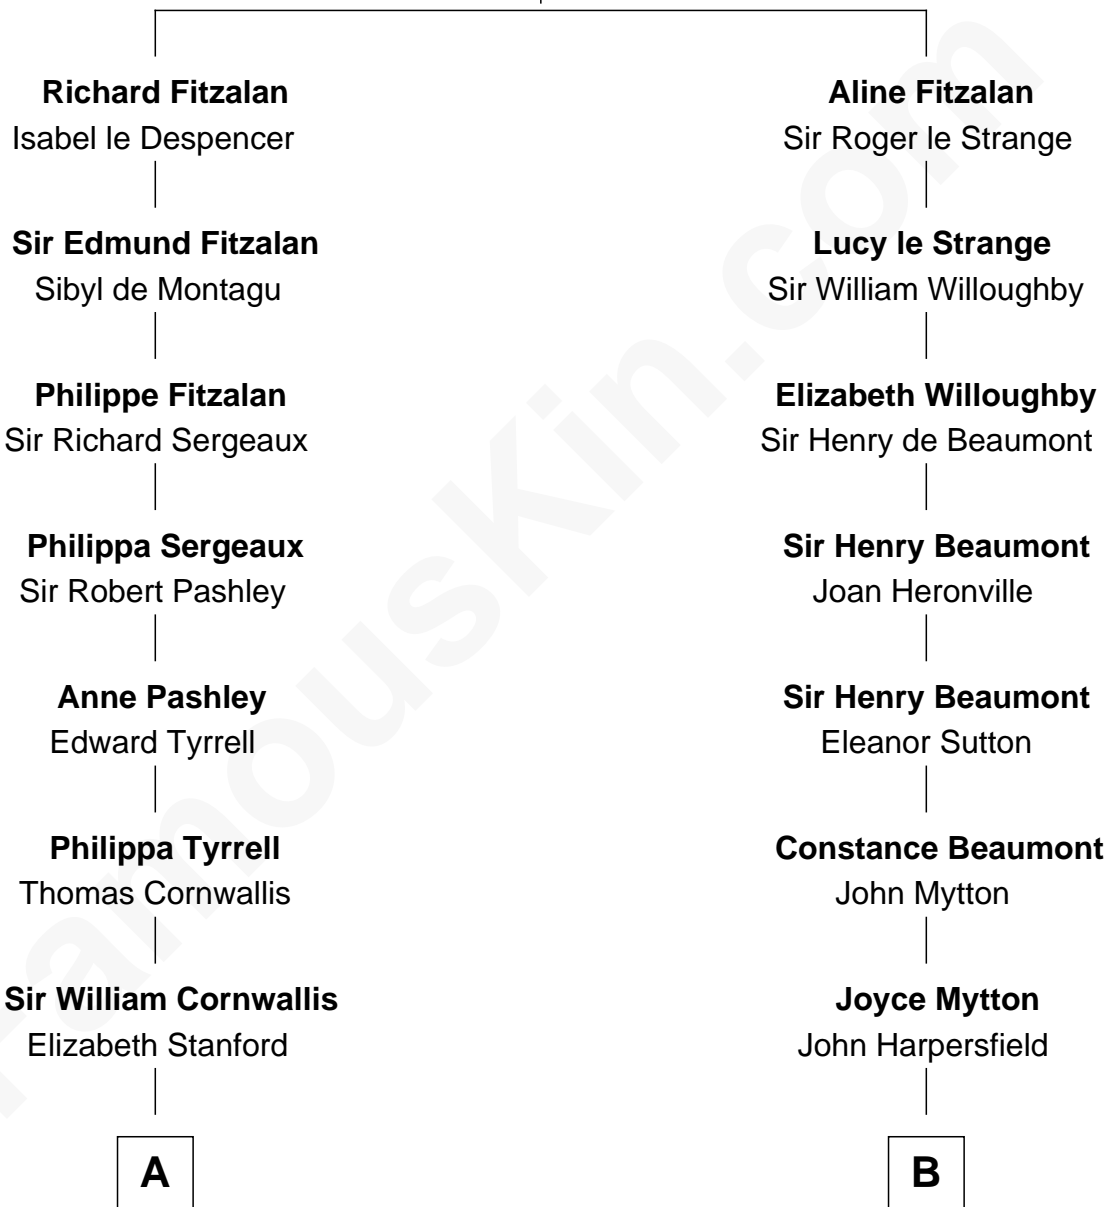 Richard Fitzalan
Isabel le Despencer
Sir Edmund Fitzalan
Sibyl de Montagu
Philippe Fitzalan
Sir Richard Sergeaux
Philippa Sergeaux
Sir Robert Pashley
Anne Pashley
Edward Tyrrell
Philippa Tyrrell
Thomas Cornwallis
Sir William Cornwallis
Elizabeth Stanford
A
Aline Fitzalan
Sir Roger le Strange
Lucy le Strange
Sir William Willoughby
Elizabeth Willoughby
Sir Henry de Beaumont
Sir Henry Beaumont
Joan Heronville
Sir Henry Beaumont
Eleanor Sutton
Constance Beaumont
John Mytton
Joyce Mytton
John Harpersfield
B
FamousKin.com